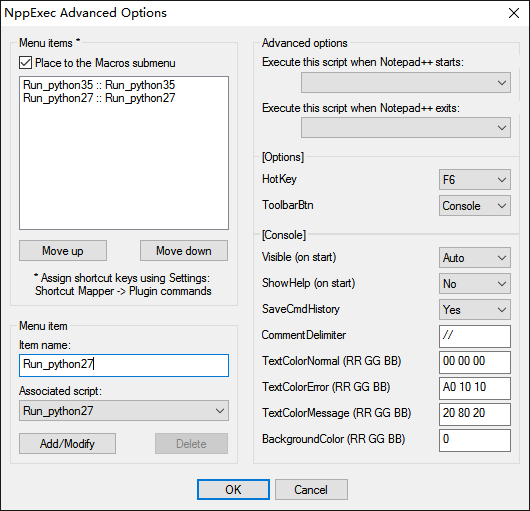 NppExec Advanced Options
Menu items *
Place to the Macros submenu
Run_python35 :: Run_python35
Run_python27 :: Run_python27
Move up
Move down
* Assign shortcut keys using Settings:
Shortcut Mapper -> Plugin commands
Menu item
Item name:
Run_python27
Associated script:
Run_python27
Add/Modify
Delete
Advanced options
Execute this script when Notepad++ starts:
Execute this script when Notepad++ exits:
[Options]
HotKey
F6
ToolbarBtn
Console
[Console]
Visible (on start)
Auto
ShowHelp (on start)
No
SaveCmdHistory
Yes
CommentDelimiter
//
TextColorNormal (RR GG BB)
00 00 00
TextColorError (RR GG BB)
A0 10 10
TextColorMessage (RR GG BB)
20 80 20
BackgroundColor (RR GG BB)
0
OK
Cancel